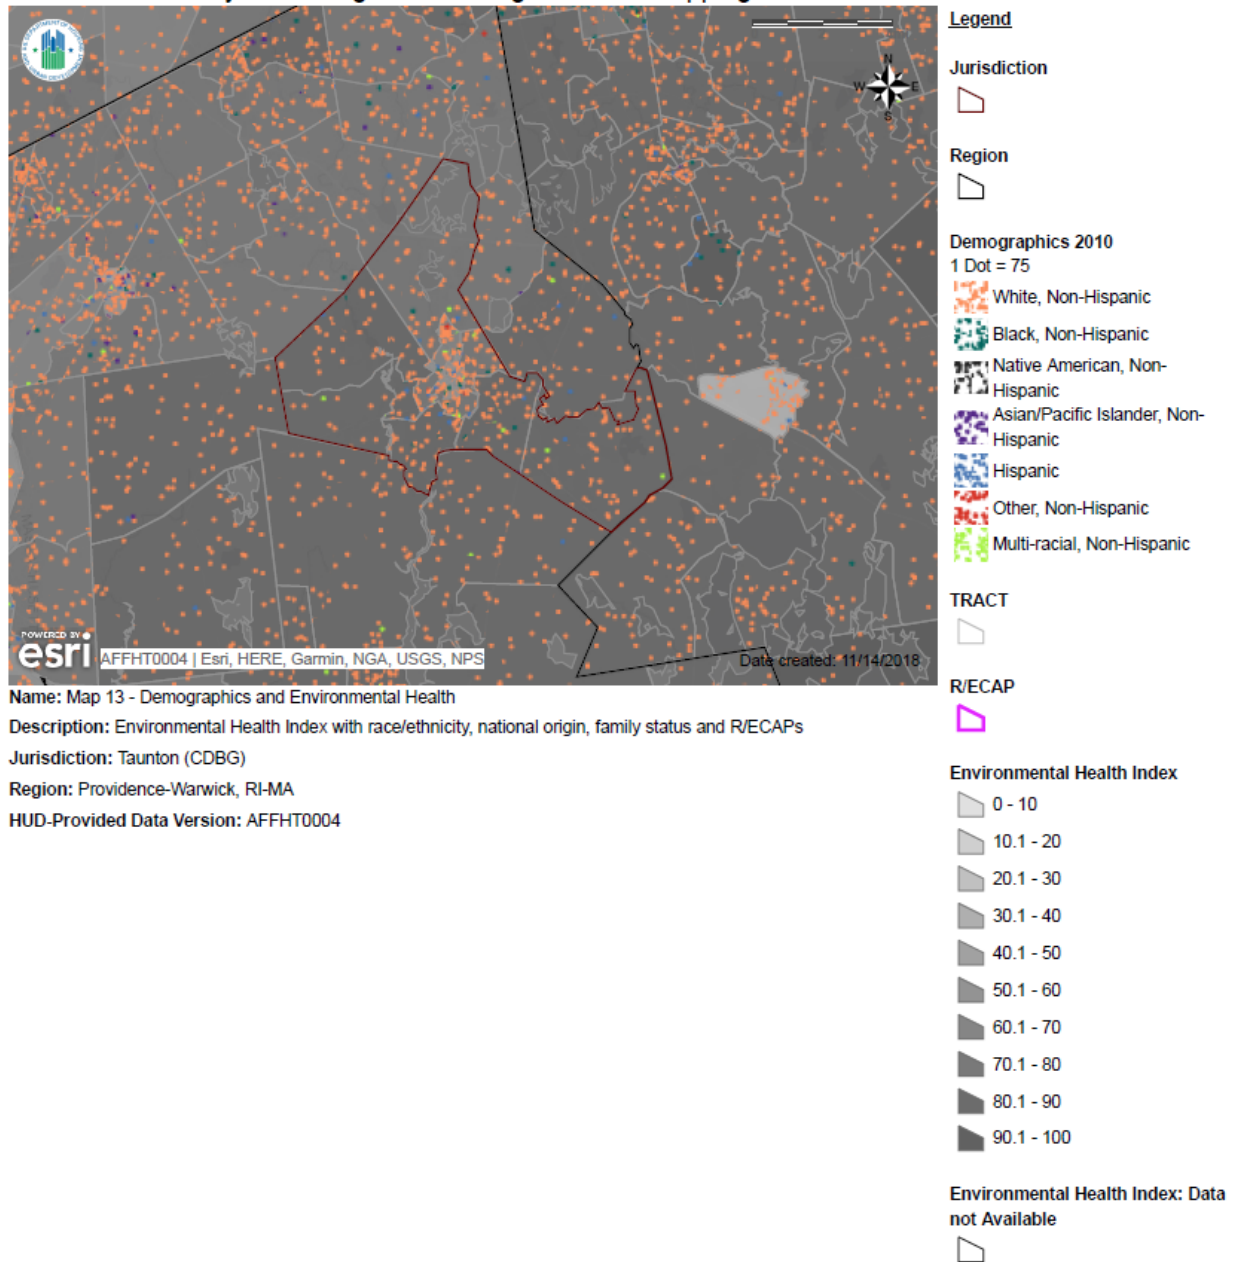 N
W
E
S
POWERED BY
esri
AFFHT0004 | Esri, HERE, Garmin, NGA, USGS, NPS
Date created: 11/14/2018
Name: Map 13 - Demographics and Environmental Health
Description: Environmental Health Index with race/ethnicity, national origin, family status and R/ECAPs
Jurisdiction: Taunton (CDBG)
Region: Providence-Warwick, RI-MA
HUD-Provided Data Version: AFFHT0004
Legend
Jurisdiction
Region
Demographics 2010
1 Dot = 75
White, Non-Hispanic
Black, Non-Hispanic
Native American, Non-
Hispanic
Asian/Pacific Islander, Non-
Hispanic
Hispanic
Other, Non-Hispanic
Multi-racial, Non-Hispanic
TRACT
R/ECAP
Environmental Health Index
0 - 10
10.1 - 20
20.1 - 30
30.1 - 40
40.1 - 50
50.1 - 60
60.1 - 70
70.1 - 80
80.1 - 90
90.1 - 100
Environmental Health Index: Data
not Available